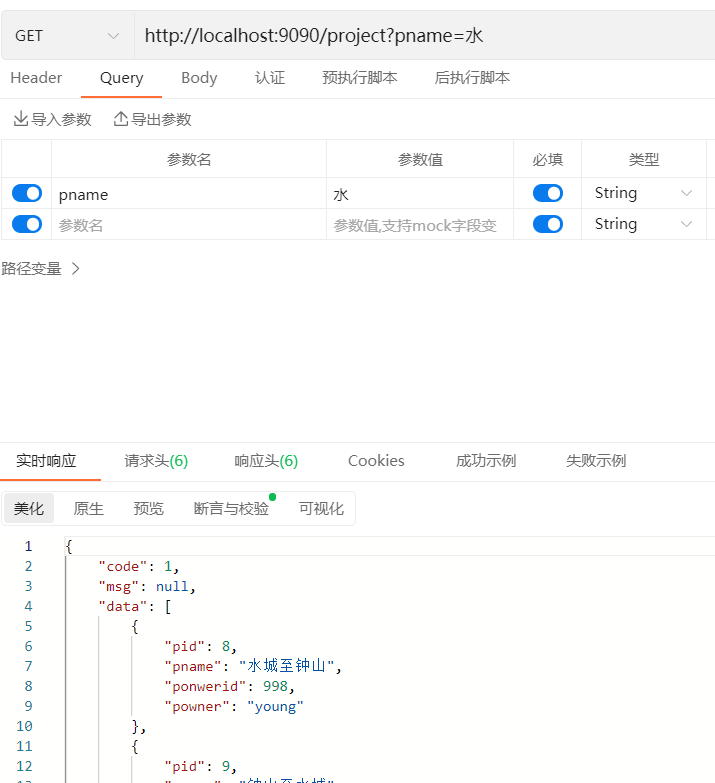 GET http://localhost:9090/project?pname=水
Header Query Body 认证 预执行脚本 后执行脚本
导入参数 导出参数
参数名 参数值 必填 类型
pname 水 String
参数名 参数值,支持mock字段变 String
路径变量
实时响应 请求头(6) 响应头(6) Cookies 成功示例 失败示例
美化 原生 预览 断言与校验 可视化
1 {
2 "code": 1,
3 "msg": null,
4 "data": [
5 {
6 "pid": 8,
7 "pname": "水城至钟山",
8 "ponwerid": 998,
9 "powner": "young"
10 },
11 {
12 "pid": 9,